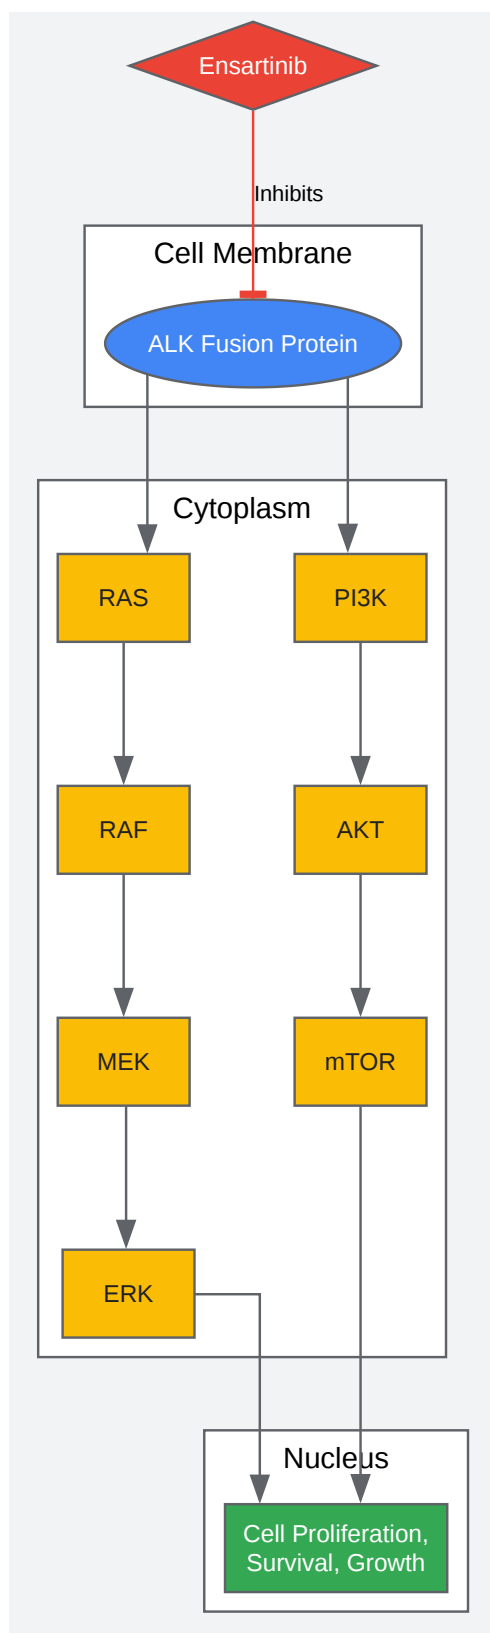 Ensartinib
Inhibits
Cell Membrane
ALK Fusion Protein
Cytoplasm
RAS
PI3K
RAF
AKT
MEK
mTOR
ERK
Nucleus
Cell Proliferation,
Survival, Growth